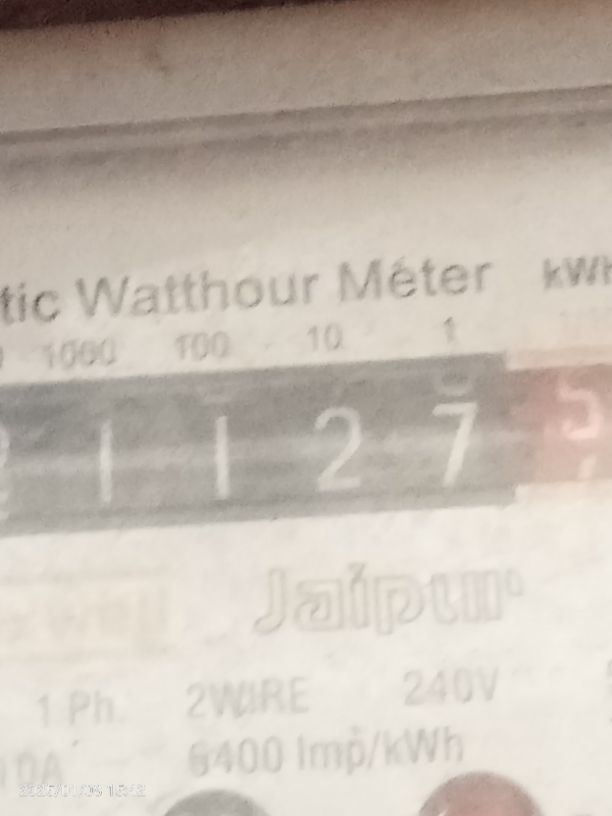 tic Watthour Meter kWH
1000 100 10 1
1 1 2 7
Jaipur
1 Ph. 2WIRE 240V
6400 Imp/kWh